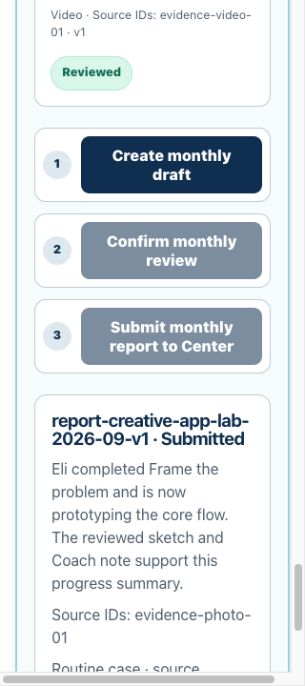 Video · Source IDs: evidence-video-
01 · v1
Reviewed
1
Create monthly
draft
2
Confirm monthly
review
3
Submit monthly
report to Center
report-creative-app-lab-
2026-09-v1 · Submitted
Eli completed Frame the
problem and is now
prototyping the core flow.
The reviewed sketch and
Coach note support this
progress summary.
Source IDs: evidence-photo-
01
Routine case · source